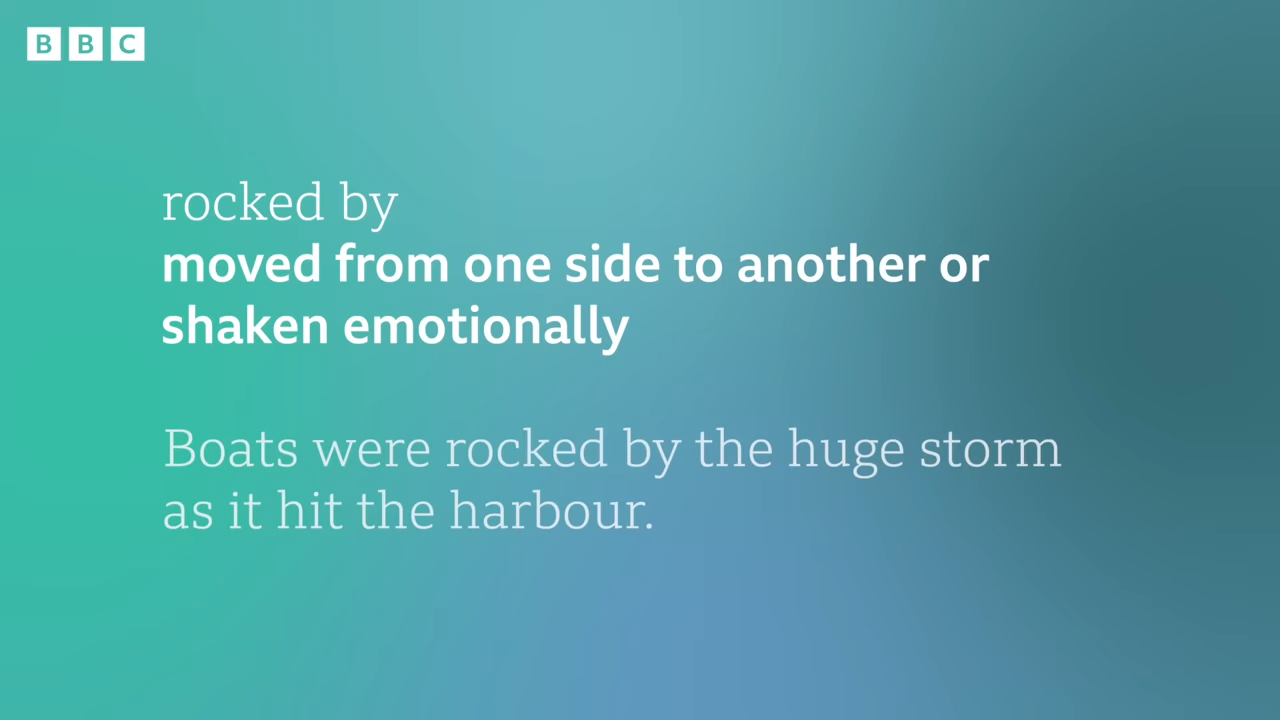 BBC
rocked by
moved from one side to another or
shaken emotionally
Boats were rocked by the huge storm
as it hit the harbour.